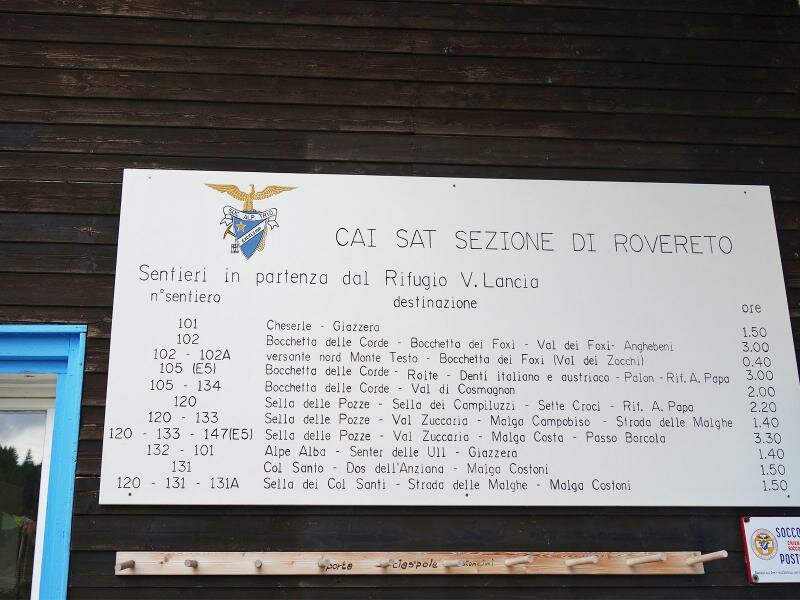 SOC. ALP. TRID.
CAI SAT SEZIONE DI ROVERETO
Sentieri in partenza dal Rifugio V. Lancia
n° sentiero destinazione ore
101 Cheserle - Giazzera 1.50
102 Bocchetta delle Corde - Bocchetta dei Foxi - Val dei Foxi - Anghebeni 3.00
102 - 102A versante nord Monte Testo - Bocchetta dei Foxi (Val dei Zocchi) 0.40
105 (E5) Bocchetta delle Corde - Roite - Denti italiano e austriaco - Palon - Rif. A. Papa 3.00
105 - 134 Bocchetta delle Corde - Val di Cosmagnon 2.00
120 Sella delle Pozze - Sella dei Campiluzzi - Sette Croci - Rif. A. Papa 2.20
120 - 133 Sella delle Pozze - Val Zuccaria - Malga Campobiso - Strada delle Malghe 1.40
120 - 133 - 147(E5) Sella delle Pozze - Val Zuccaria - Malga Costa - Passo Borcola 3.30
132 - 101 Alpe Alba - Senter delle Ull - Giazzera 1.40
131 Col Santo - Dos dell'Anziana - Malga Costoni 1.50
120 - 131 - 131A Sella dei Col Santi - Strada delle Malghe - Malga Costoni 1.50
porta ciaspole
SOCCO
POST